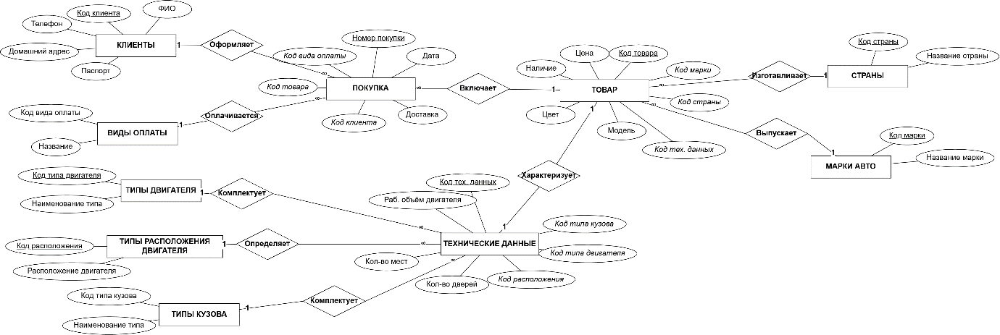 ФИО
Код клиента
Телефон
Домашний адрес
КЛИЕНТЫ
1
Паспорт
Оформляет
∞
Код вида оплаты
Номер покупки
Дата
Код товара
ПОКУПКА
∞
∞
Код клиента
Доставка
Код вида оплаты
Название
ВИДЫ ОПЛАТЫ
1
Оплачивается
Включает
1
Наличие
Цена
Код товара
Код марки
ТОВАР
∞
∞
Код страны
Цвет
Модель
Код тех. данных
1
Изготавливает
1
СТРАНЫ
Код страны
Название страны
Выпускает
1
МАРКИ АВТО
Код марки
Название марки
Характеризует
1
Код типа двигателя
Наименование типа
ТИПЫ ДВИГАТЕЛЯ
1
Комплектует
∞
Код тех. данных
Раб. объём двигателя
Код типа кузова
ТЕХНИЧЕСКИЕ ДАННЫЕ
Код типа двигателя
Код расположения
Кол-во дверей
Кол-во мест
∞
∞
Код расположения
Расположение двигателя
ТИПЫ РАСПОЛОЖЕНИЯ
ДВИГАТЕЛЯ
1
Определяет
Код типа кузова
Наименование типа
ТИПЫ КУЗОВА
1
Комплектует